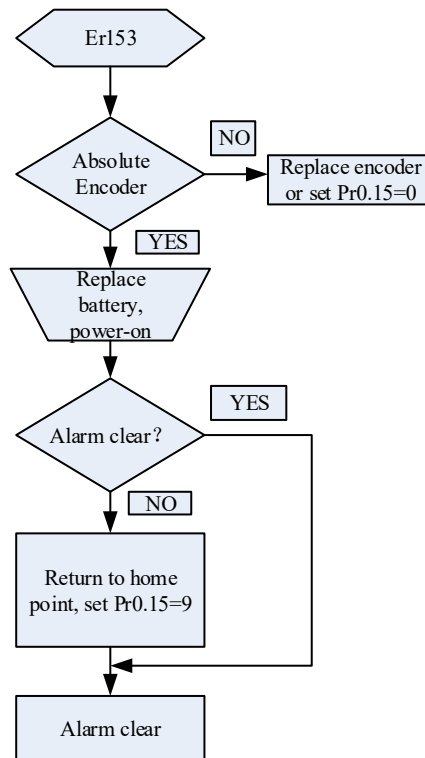 Er153
NO
Absolute
Encoder
Replace encoder
or set Pr0.15=0
YES
Replace
battery,
power-on
YES
Alarm clear？
NO
Return to home
point, set Pr0.15=9
Alarm clear